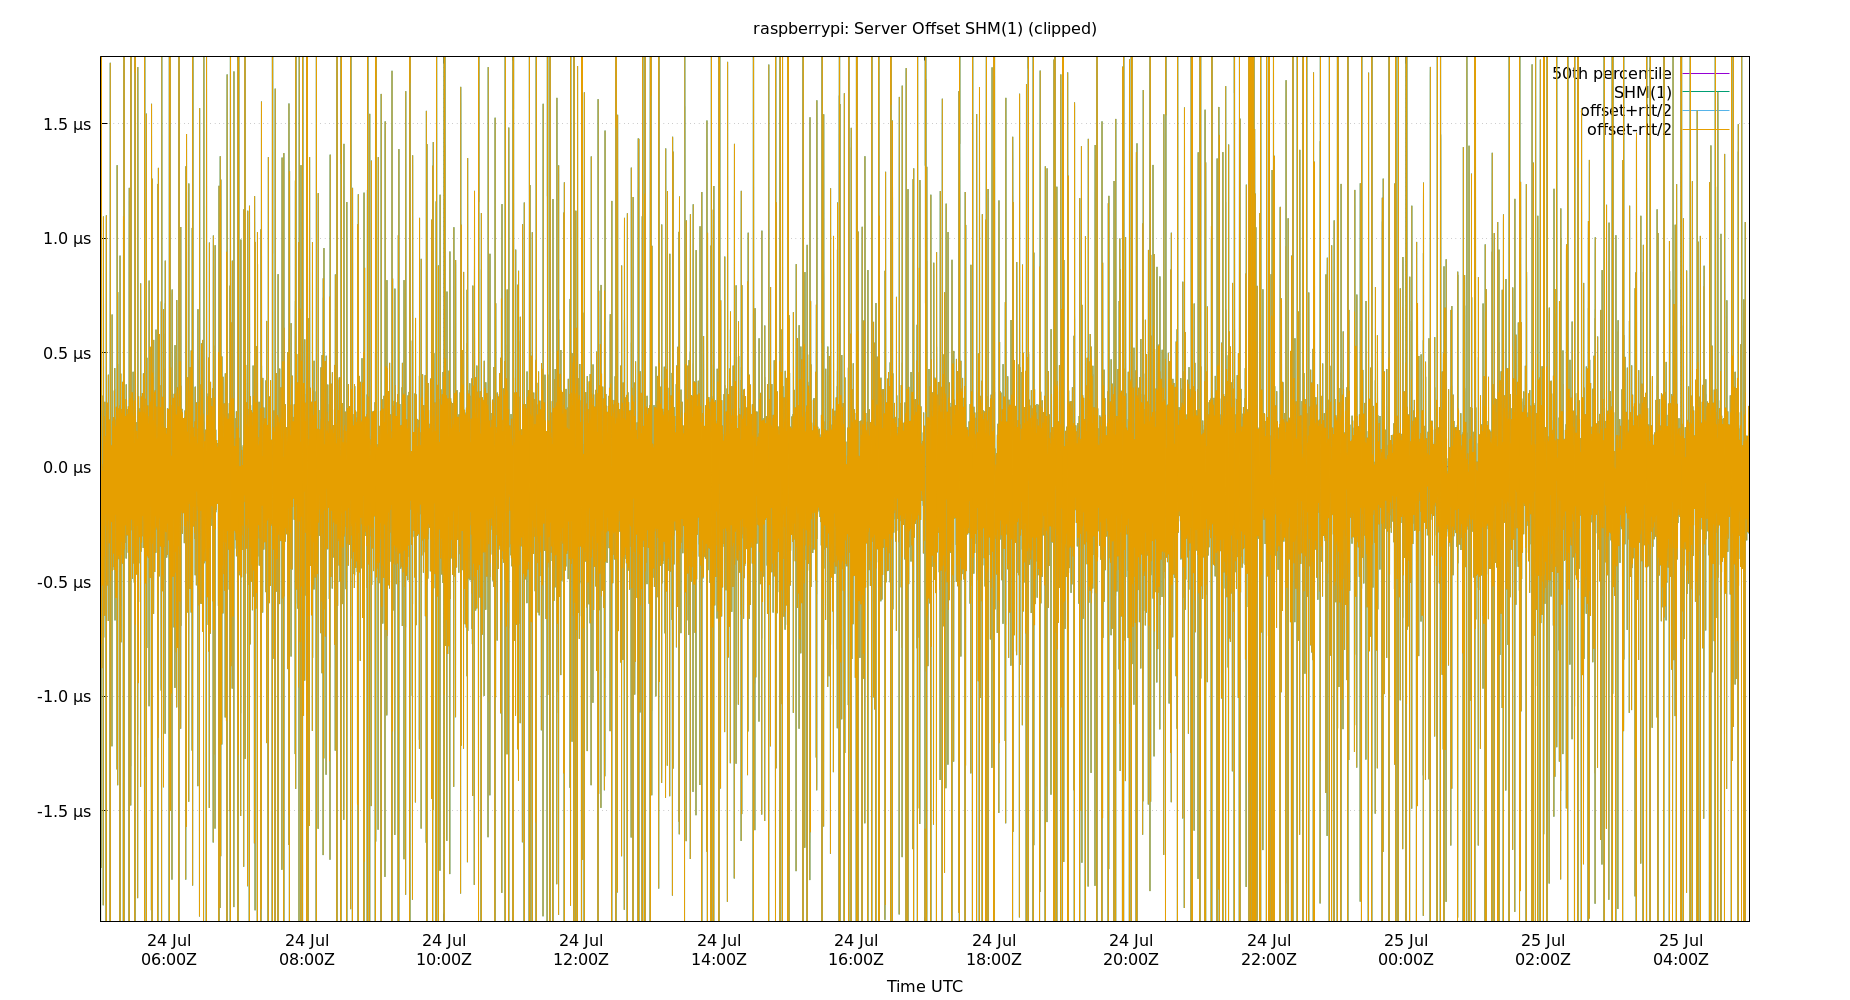 raspberrypi: Server Offset SHM(1) (clipped)
50th percentile
SHM(1)
offset+rtt/2
offset-rtt/2
1.5 µs
1.0 µs
0.5 µs
0.0 µs
-0.5 µs
-1.0 µs
-1.5 µs
24 Jul 24 Jul 24 Jul 24 Jul 24 Jul 24 Jul 24 Jul 24 Jul 24 Jul 25 Jul 25 Jul 25 Jul
06:00Z 08:00Z 10:00Z 12:00Z 14:00Z 16:00Z 18:00Z 20:00Z 22:00Z 00:00Z 02:00Z 04:00Z
Time UTC